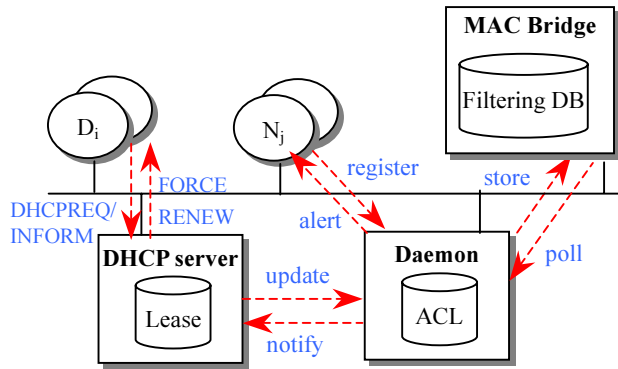 MAC Bridge
Filtering DB
Di
Nj
register
store
FORCE
RENEW
DHCPREQ/
INFORM
alert
poll
DHCP server
Lease
update
notify
Daemon
ACL